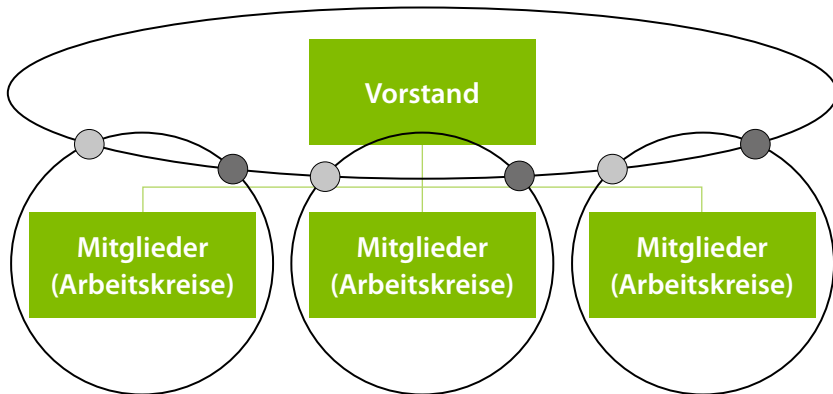 Vorstand
Mitglieder
(Arbeitskreise)
Mitglieder
(Arbeitskreise)
Mitglieder
(Arbeitskreise)